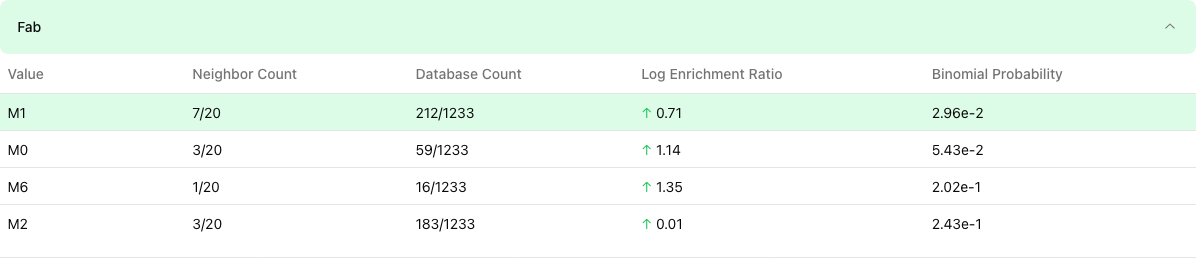 Fab
Value Neighbor Count Database Count Log Enrichment Ratio Binomial Probability
M1 7/20 212/1233 ↑ 0.71 2.96e-2
M0 3/20 59/1233 ↑ 1.14 5.43e-2
M6 1/20 16/1233 ↑ 1.35 2.02e-1
M2 3/20 183/1233 ↑ 0.01 2.43e-1